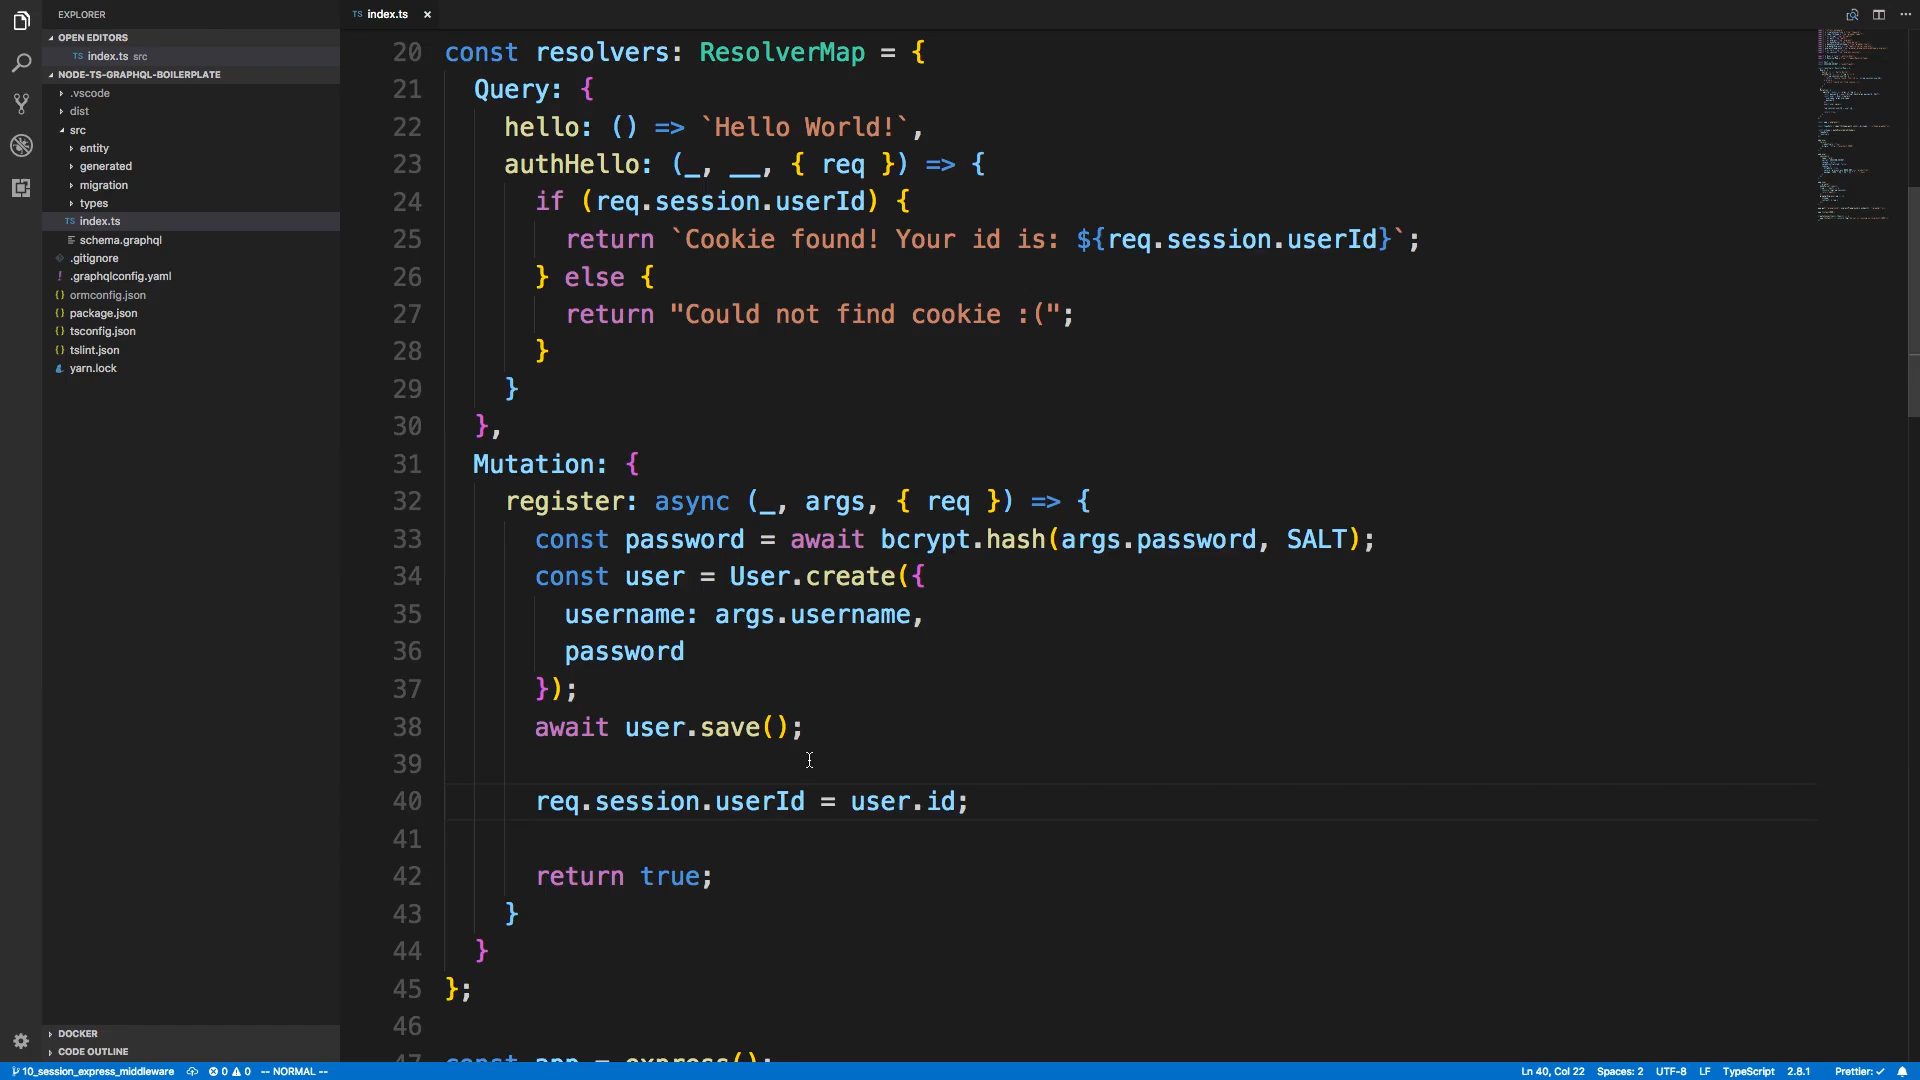 EXPLORER
OPEN EDITORS
TS index.ts src
NODE-TS-GRAPHQL-BOILERPLATE
.vscode
dist
src
entity
generated
migration
types
TS index.ts
schema.graphql
.gitignore
! .graphqlconfig.yaml
{} ormconfig.json
{} package.json
{} tsconfig.json
{} tslint.json
yarn.lock
DOCKER
CODE OUTLINE
TS index.ts ×
20 const resolvers: ResolverMap = {
21 Query: {
22 hello: () => `Hello World!`,
23 authHello: (_, __, { req }) => {
24 if (req.session.userId) {
25 return `Cookie found! Your id is: ${req.session.userId}`;
26 } else {
27 return "Could not find cookie :(";
28 }
29 }
30 },
31 Mutation: {
32 register: async (_, args, { req }) => {
33 const password = await bcrypt.hash(args.password, SALT);
34 const user = User.create({
35 username: args.username,
36 password
37 });
38 await user.save();
39
40 req.session.userId = user.id;
41
42 return true;
43 }
44 }
45 };
46
47 const app = express();
10_session_express_middleware 0 0 -- NORMAL -- Ln 40, Col 22 Spaces: 2 UTF-8 LF TypeScript 2.8.1 Prettier: ✓